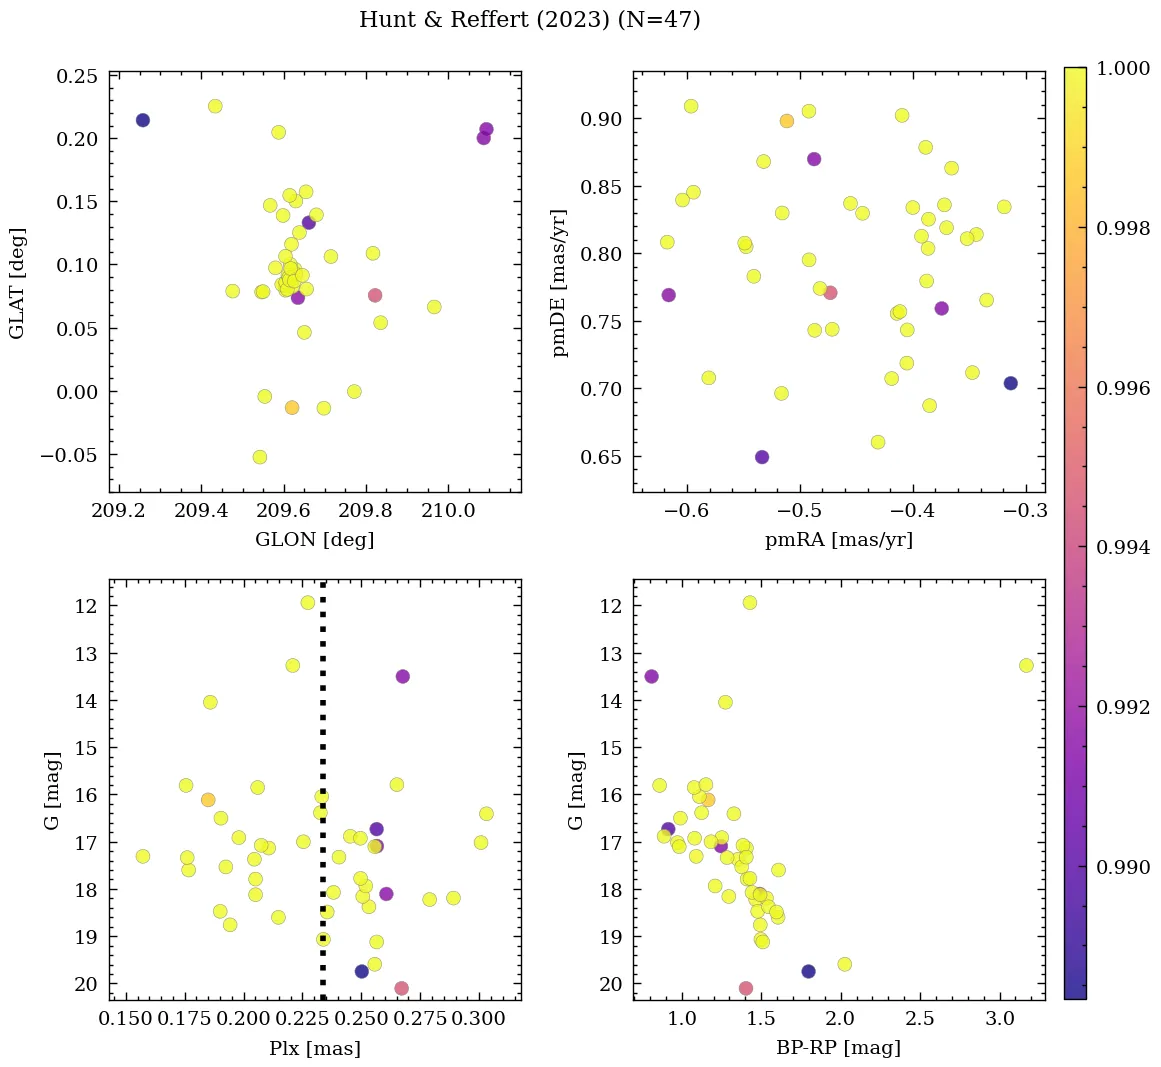 Hunt & Reffert (2023) (N=47)
0.25
0.20
0.15
0.10
0.05
0.00
−0.05
GLAT [deg]
209.2 209.4 209.6 209.8 210.0
GLON [deg]
0.90
0.85
0.80
0.75
0.70
0.65
pmDE [mas/yr]
−0.6 −0.5 −0.4 −0.3
pmRA [mas/yr]
12
13
14
15
16
17
18
19
20
G [mag]
0.150 0.175 0.200 0.225 0.250 0.275 0.300
Plx [mas]
12
13
14
15
16
17
18
19
20
G [mag]
1.0 1.5 2.0 2.5 3.0
BP-RP [mag]
1.000
0.998
0.996
0.994
0.992
0.990